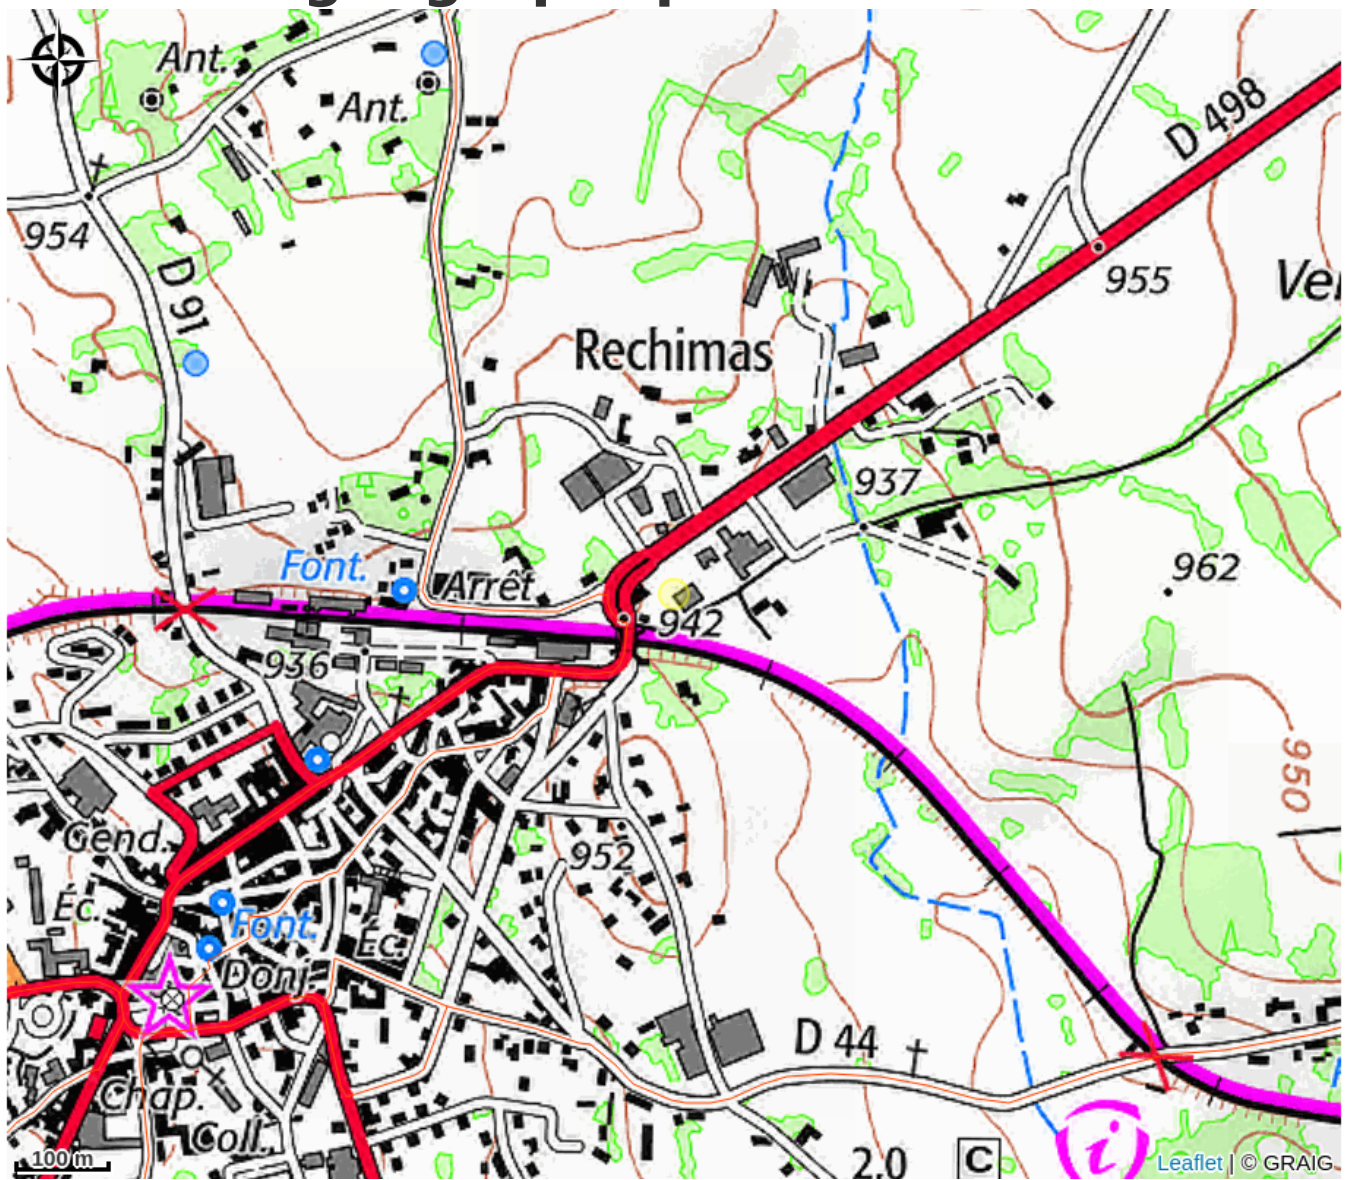 Ant.
Ant.
D 498
954
D 91
955
Rechimas
937
Font.
Arrêt
962
942
936
950
Gend.
952
Éc.
Font.
Éc.
Donj.
D 44
Chap.
Coll.
100 m
2,0
C
i
Leaflet | © GRAIG